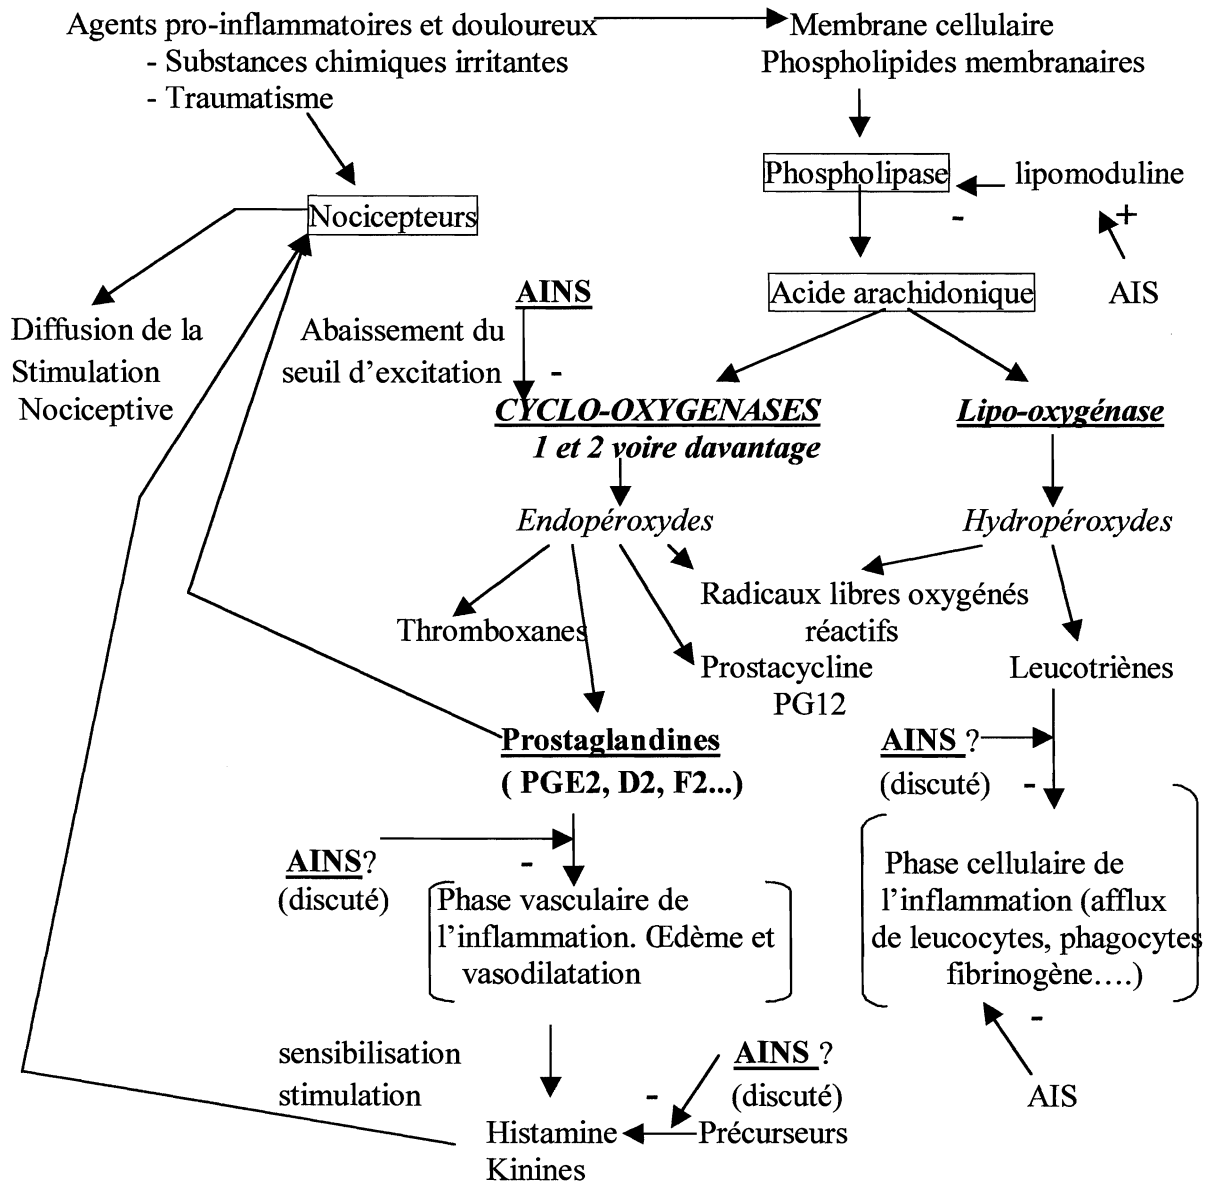 Agents pro-inflammatoires et douloureux
- Substances chimiques irritantes
- Traumatisme
Membrane cellulaire
Phospholipides membranaires
Phospholipase
-
lipomoduline
+
AIS
Nocicepteurs
Acide arachidonique
Diffusion de la
Stimulation
Nociceptive
Abaissement du
seuil d'excitation
AINS
-
CYCLO-OXYGENASES
1 et 2 voire davantage
Lipo-oxygénase
Endopéroxydes
Hydropéroxydes
Radicaux libres oxygénés
réactifs
Thromboxanes
Prostacycline
PG12
Leucotriènes
Prostaglandines
( PGE2, D2, F2...)
AINS ?
(discuté)
-
AINS?
(discuté)
-
Phase vasculaire de
l'inflammation. Œdème et
vasodilatation
Phase cellulaire de
l'inflammation (afflux
de leucocytes, phagocytes
fibrinogène....)
-
AIS
sensibilisation
stimulation
AINS ?
(discuté)
-
Histamine
Kinines
Précurseurs